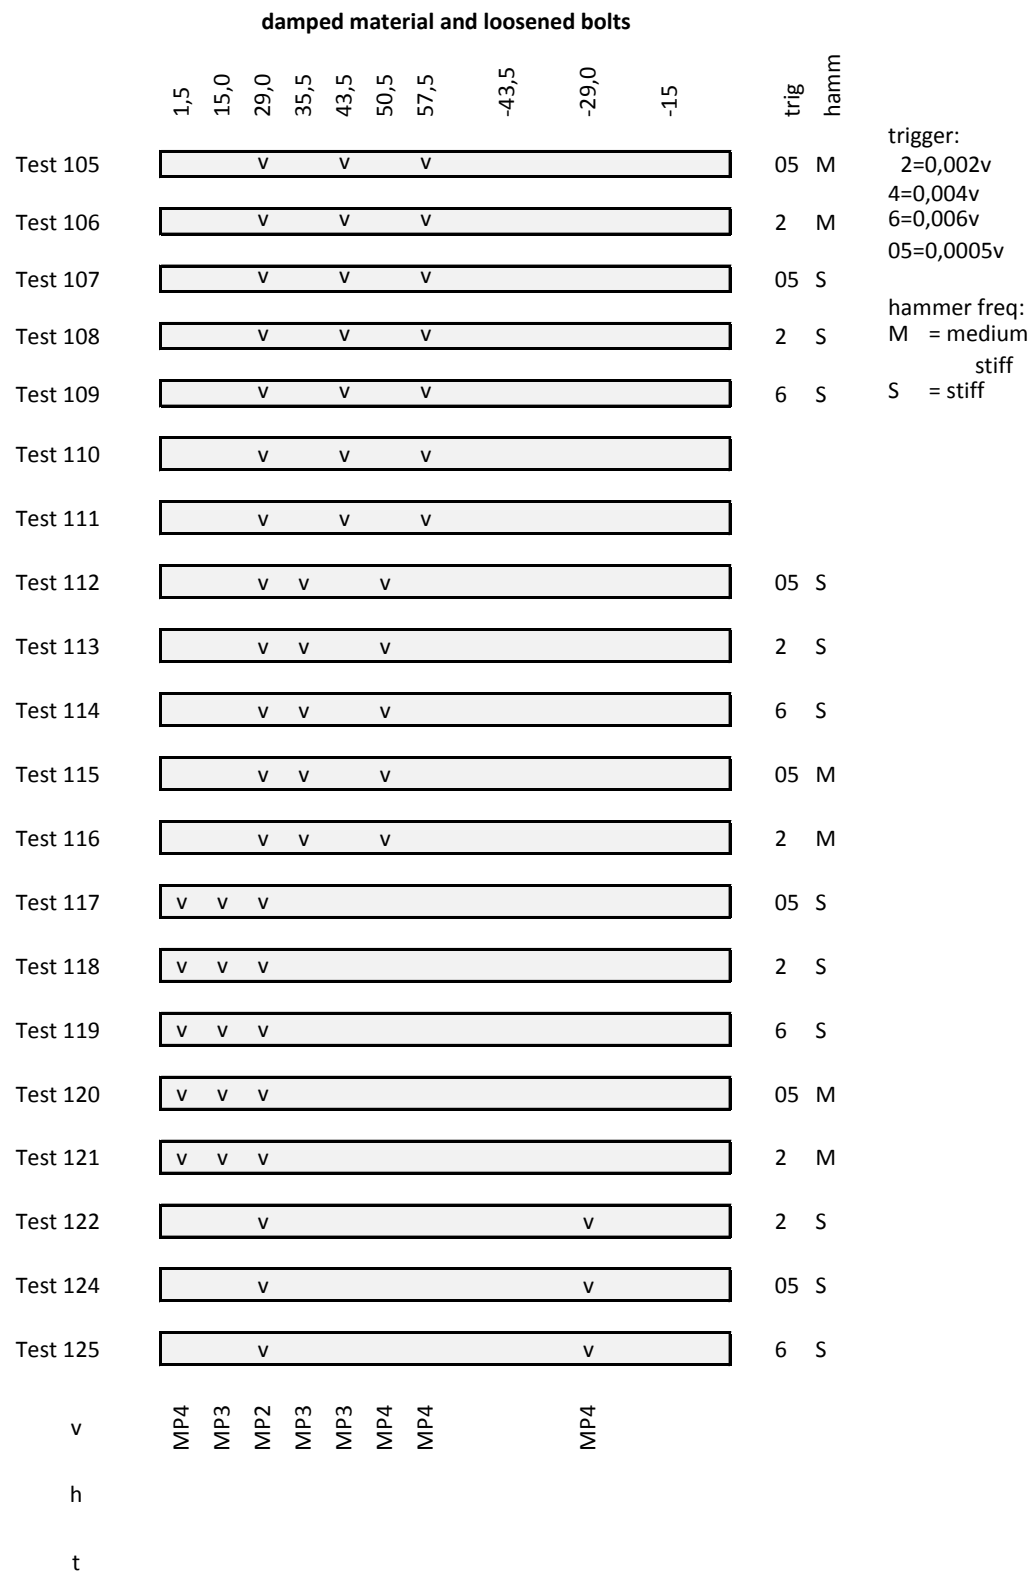 damped material and loosened bolts
1,5 15,0 29,0 35,5 43,5 50,5 57,5 -43,5 -29,0 -15 trig hamm
trigger:
Test 105 v v v 05 M 2=0,002v
4=0,004v
Test 106 v v v 2 M 6=0,006v
05=0,0005v
Test 107 v v v 05 S
hammer freq:
Test 108 v v v 2 S M = medium
stiff
Test 109 v v v 6 S S = stiff
Test 110 v v v
Test 111 v v v
Test 112 v v v 05 S
Test 113 v v v 2 S
Test 114 v v v 6 S
Test 115 v v v 05 M
Test 116 v v v 2 M
Test 117 v v v 05 S
Test 118 v v v 2 S
Test 119 v v v 6 S
Test 120 v v v 05 M
Test 121 v v v 2 M
Test 122 v v 2 S
Test 124 v v 05 S
Test 125 v v 6 S
v MP4 MP3 MP2 MP3 MP3 MP4 MP4 MP4
h
t